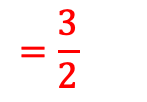 = 3/2